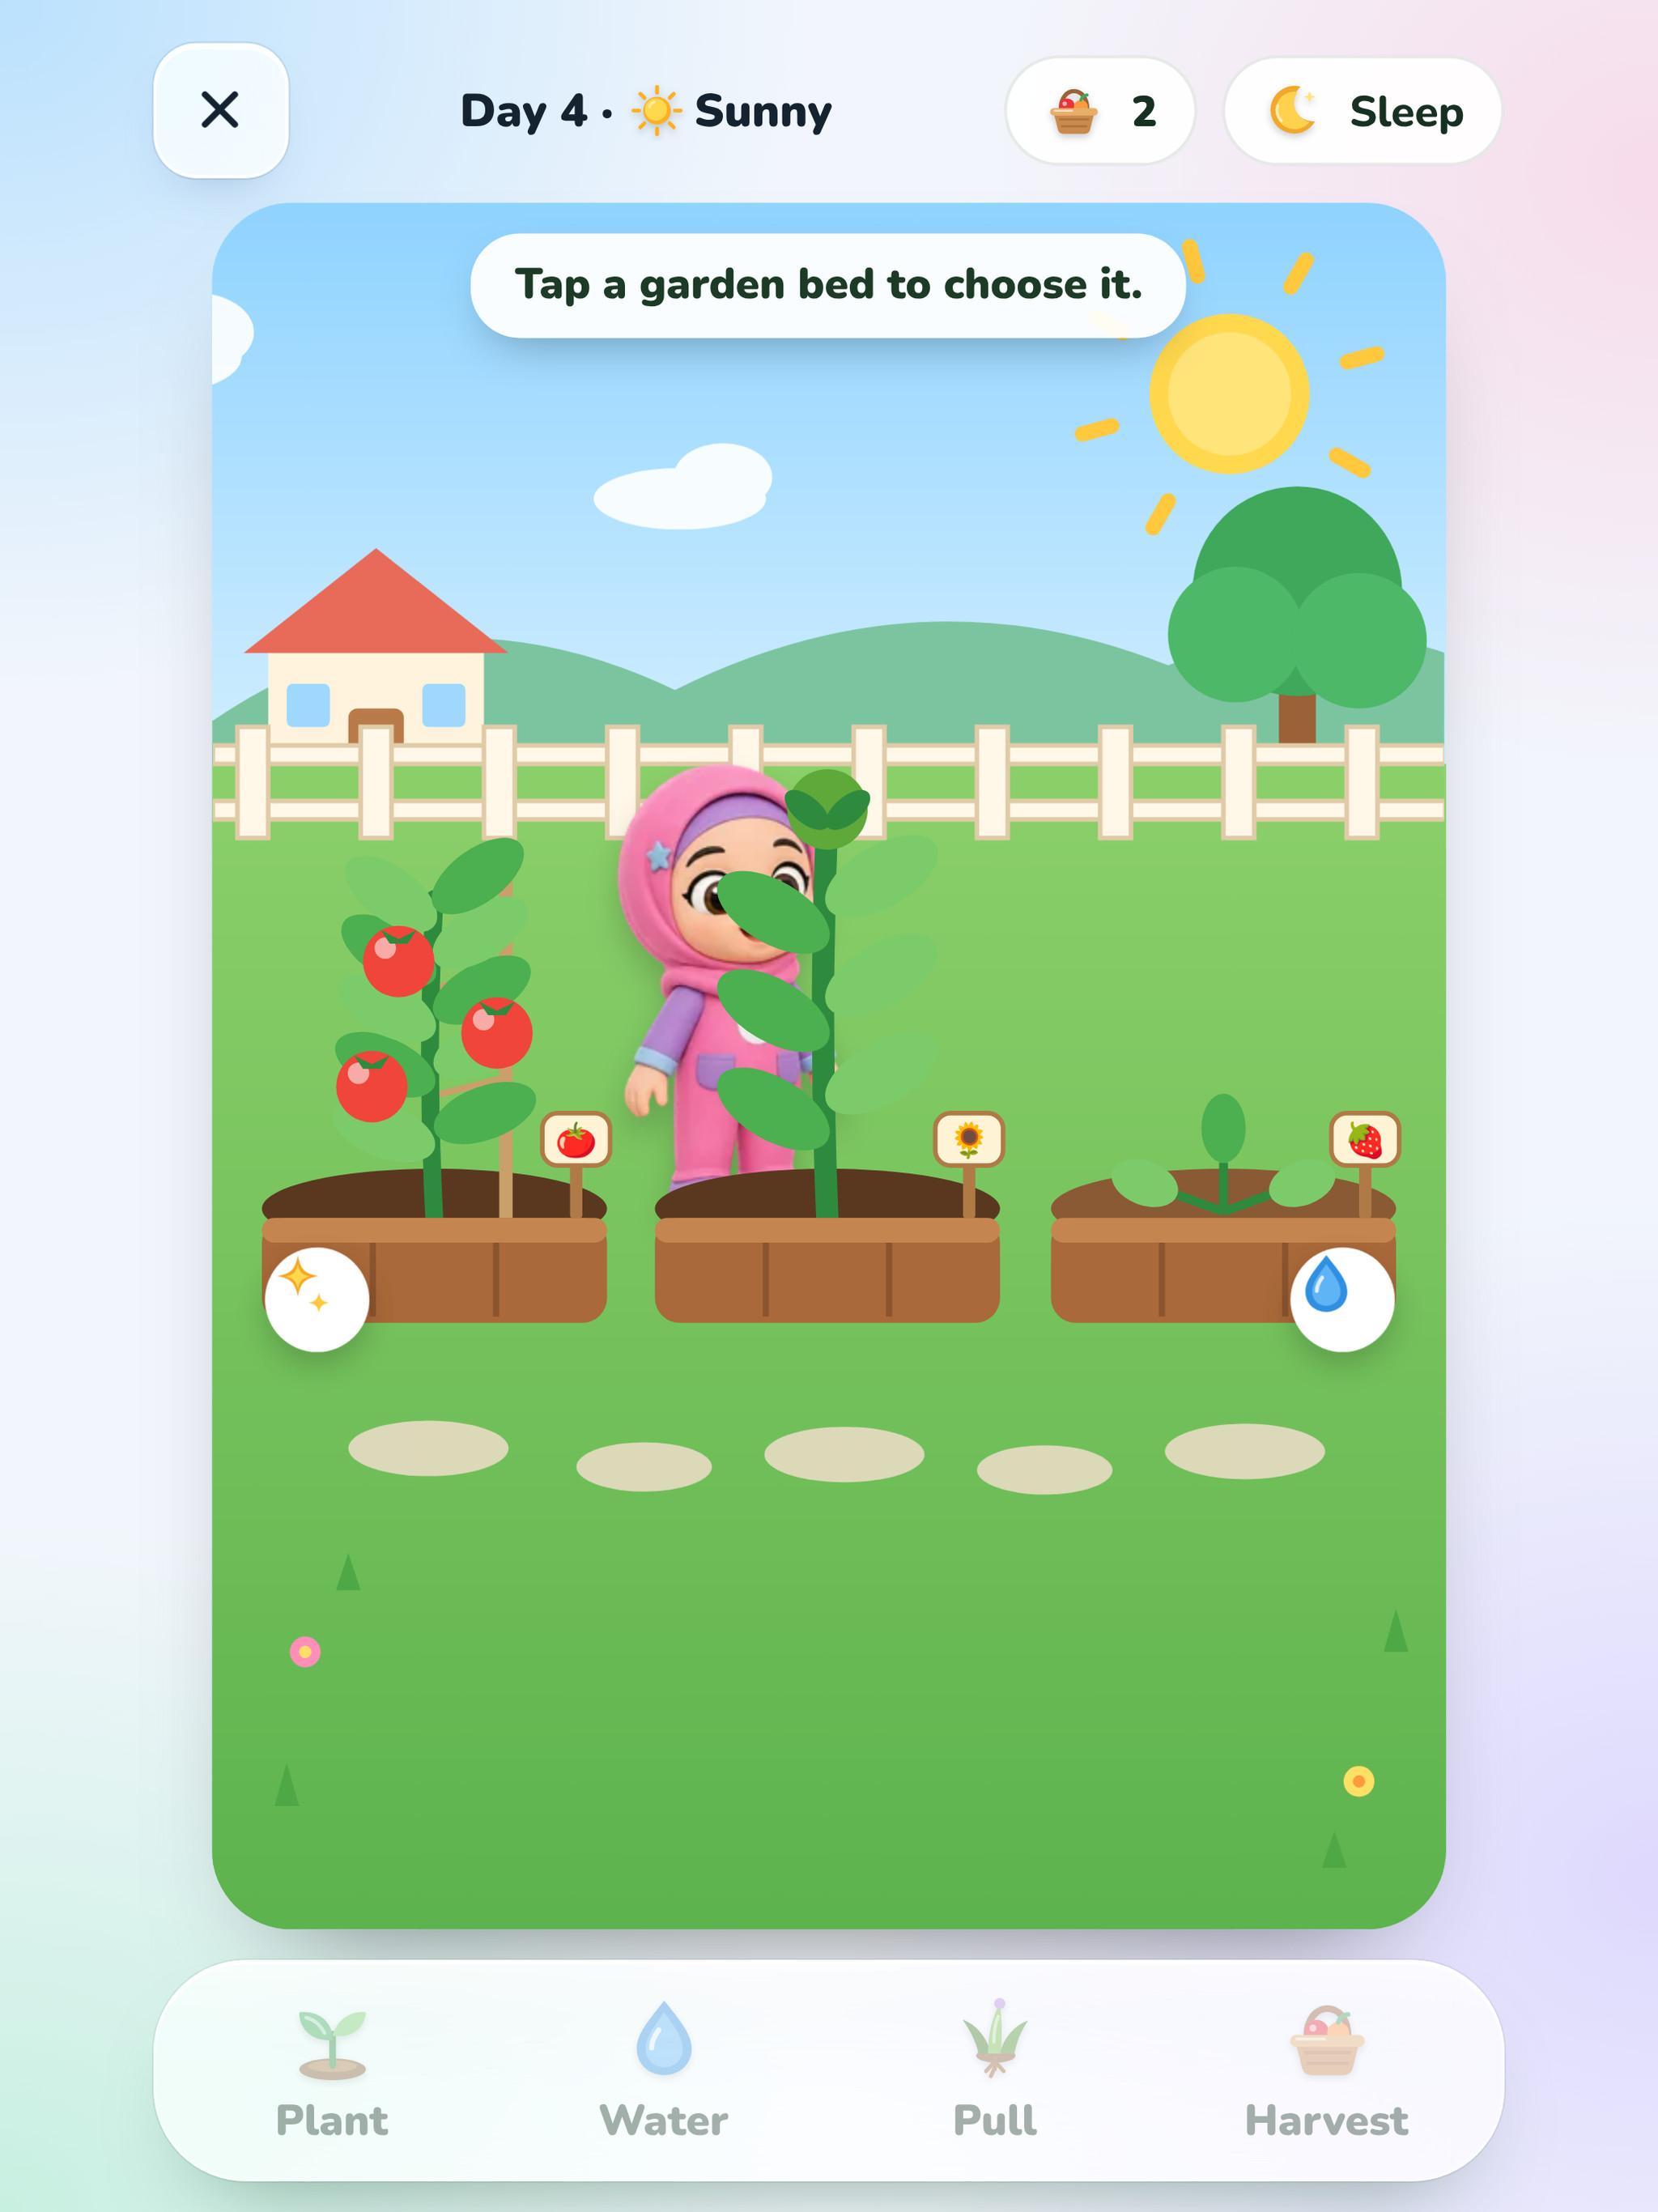 Day 4 · ☀️ Sunny
2
Sleep
Tap a garden bed to choose it.
Plant
Water
Pull
Harvest